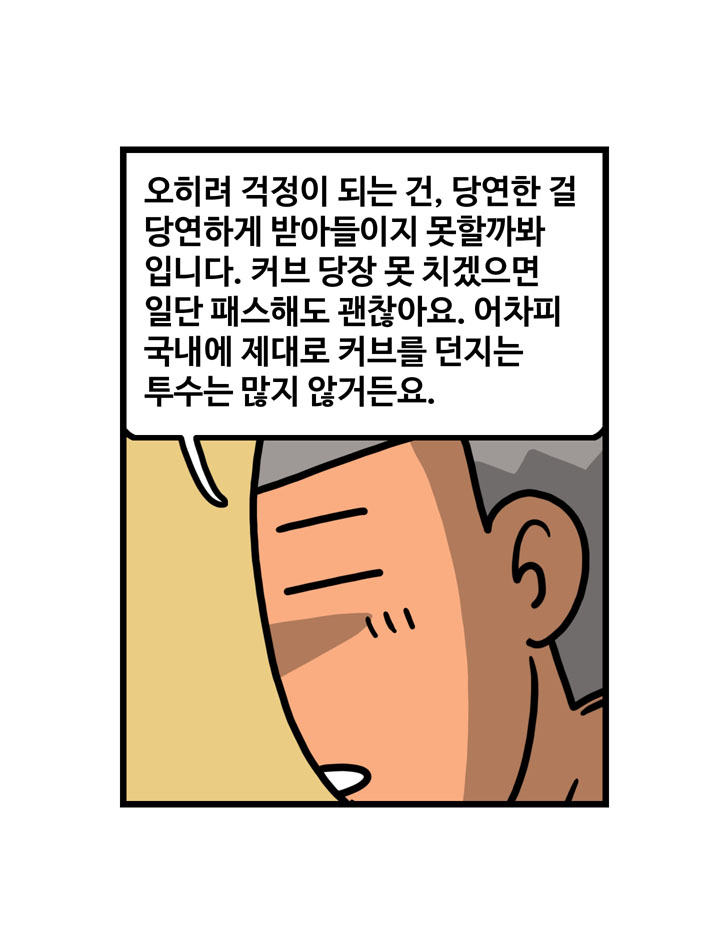 오히려 걱정이 되는 건, 당연한 걸
당연하게 받아들이지 못할까봐
입니다. 커브 당장 못 치겠으면
일단 패스해도 괜찮아요. 어차피
국내에 제대로 커브를 던지는
투수는 많지 않거든요.